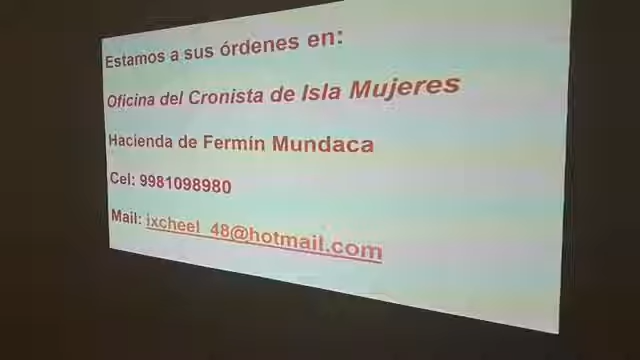 Estamos a sus órdenes en:
Oficina del Cronista de Isla Mujeres
Hacienda de Fermín Mundaca
Cel: 9981098980
Mail: ixcheel_48@hotmail.com